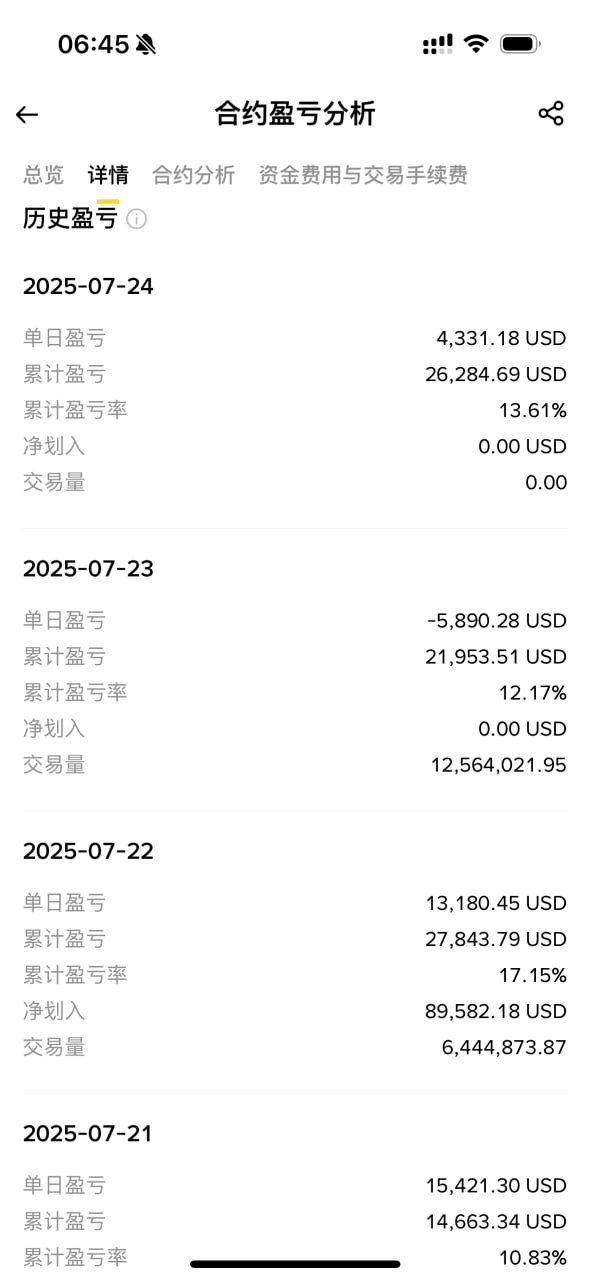 06:45
合约盈亏分析
总览 详情 合约分析 资金费用与交易手续费
历史盈亏
2025-07-24
单日盈亏 4,331.18 USD
累计盈亏 26,284.69 USD
累计盈亏率 13.61%
净划入 0.00 USD
交易量 0.00
2025-07-23
单日盈亏 -5,890.28 USD
累计盈亏 21,953.51 USD
累计盈亏率 12.17%
净划入 0.00 USD
交易量 12,564,021.95
2025-07-22
单日盈亏 13,180.45 USD
累计盈亏 27,843.79 USD
累计盈亏率 17.15%
净划入 89,582.18 USD
交易量 6,444,873.87
2025-07-21
单日盈亏 15,421.30 USD
累计盈亏 14,663.34 USD
累计盈亏率 10.83%